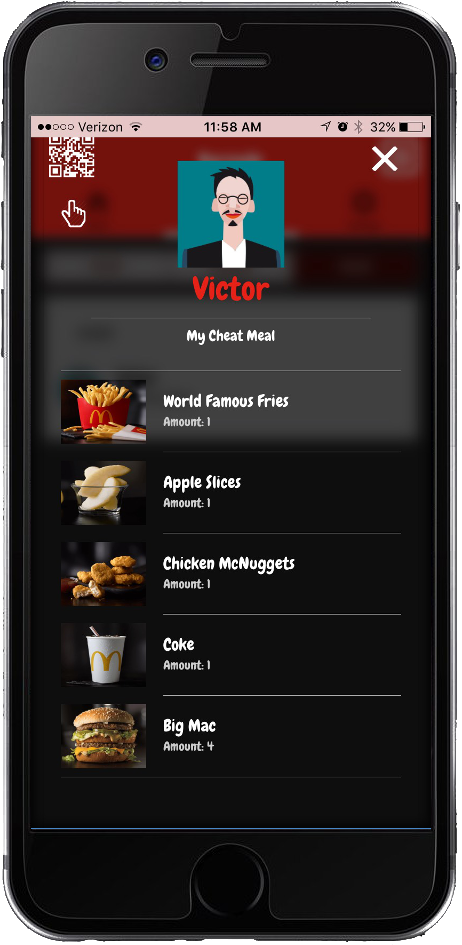 Verizon 11:58 AM 32%
Victor
My Cheat Meal
World Famous Fries
Amount: 1
Apple Slices
Amount: 1
Chicken McNuggets
Amount: 1
Coke
Amount: 1
Big Mac
Amount: 4